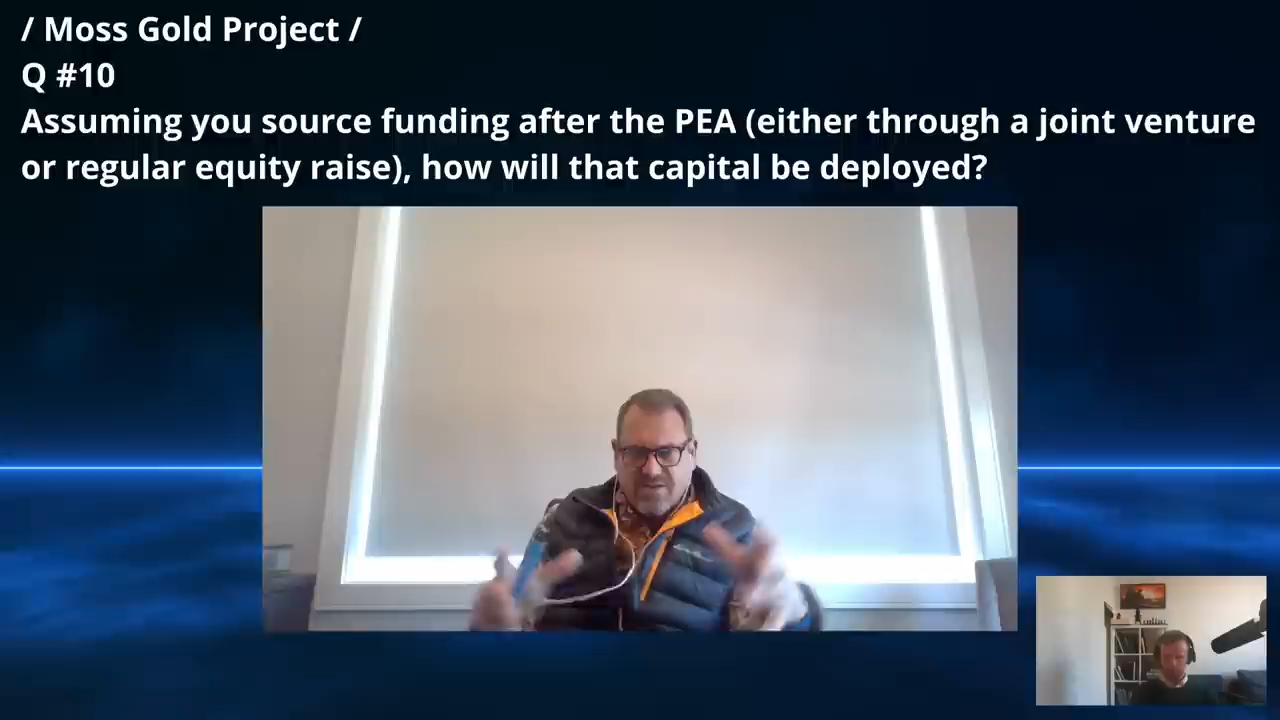 / Moss Gold Project /
Q #10
Assuming you source funding after the PEA (either through a joint venture
or regular equity raise), how will that capital be deployed?